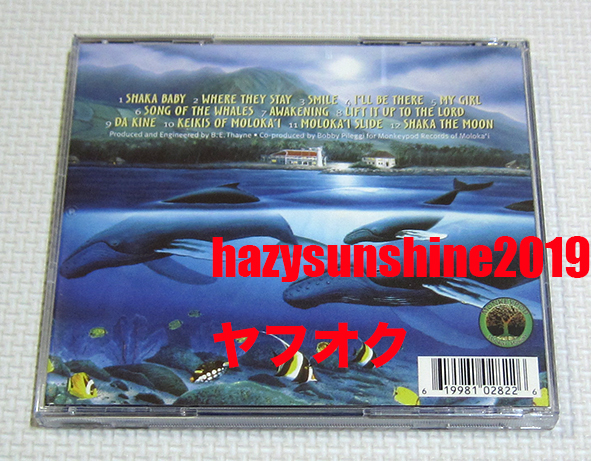 1 SHAKA BABY 2 WHERE THEY STAY 3 SMILE 4 I'LL BE THERE 5 MY GIRL
6 SONG OF THE WHALES 7 AWAKENING 8 LIFT IT UP TO THE LORD
9 DA KINE 10 KEIKIS OF MOLOKA'I 11 MOLOKA'I SLIDE 12 SHAKA THE MOON
Produced and Engineered by B.E.Thayne • Co-produced by Bobby Pileggi for Monkeypod Records of Moloka'i
hazysunshine2019
ヤフオク
6 19981 02822 6